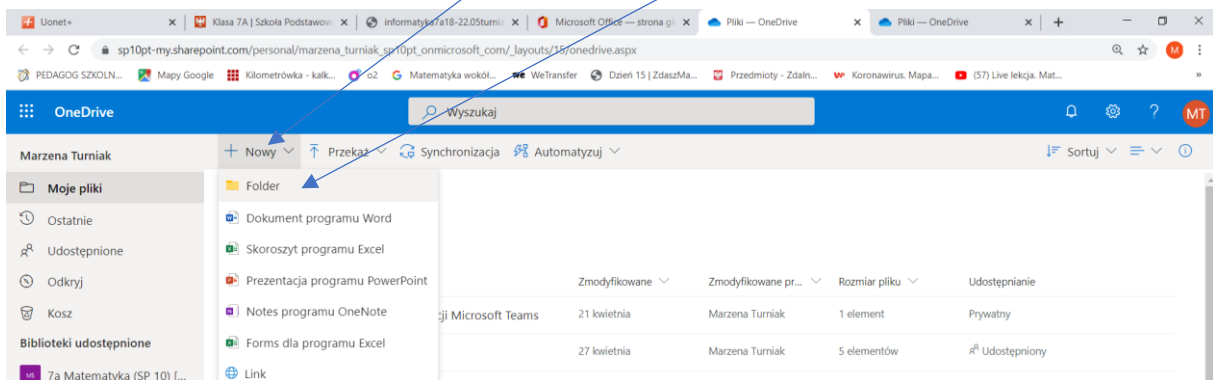 Uonet+ Klasa 7A | Szkoła Podstawow informatyka7a18-22.05turnia Microsoft Office — strona gł Pliki — OneDrive Pliki — OneDrive
sp10pt-my.sharepoint.com/personal/marzena_turniak_sp10pt_onmicrosoft_com/_layouts/15/onedrive.aspx
M
PEDAGOG SZKOLN... Mapy Google Kilometrówka - kalk... o2 Matematyka wokół... WeTransfer Dzień 15 | ZdaszMa... Przedmioty - Zdaln... Koronawirus. Mapa... (57) Live lekcja. Mat... »
OneDrive Wyszukaj ? MT
Marzena Turniak + Nowy Przekaż Synchronizacja Automatyzuj Sortuj
Moje pliki
Ostatnie
Udostępnione
Odkryj
Kosz
Biblioteki udostępnione
MS 7a Matematyka (SP 10) [...
Folder
Dokument programu Word
Skoroszyt programu Excel
Prezentacja programu PowerPoint
Notes programu OneNote
Forms dla programu Excel
Link
Zmodyfikowane Zmodyfikowane pr... Rozmiar pliku Udostępnianie
cji Microsoft Teams 21 kwietnia Marzena Turniak 1 element Prywatny
27 kwietnia Marzena Turniak 5 elementów Udostępniony